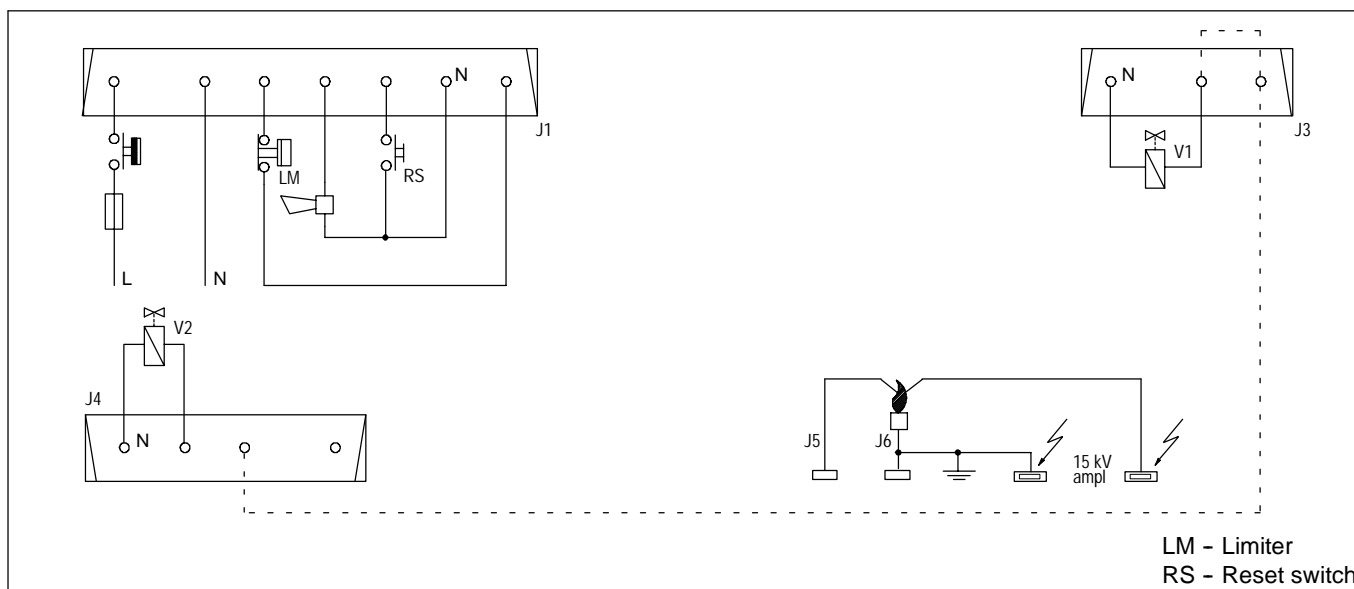 N
N
J1
J3
LM
RS
V1
L
N
V2
J4
N
J5
J6
15 kV
ampl
LM - Limiter
RS - Reset switch